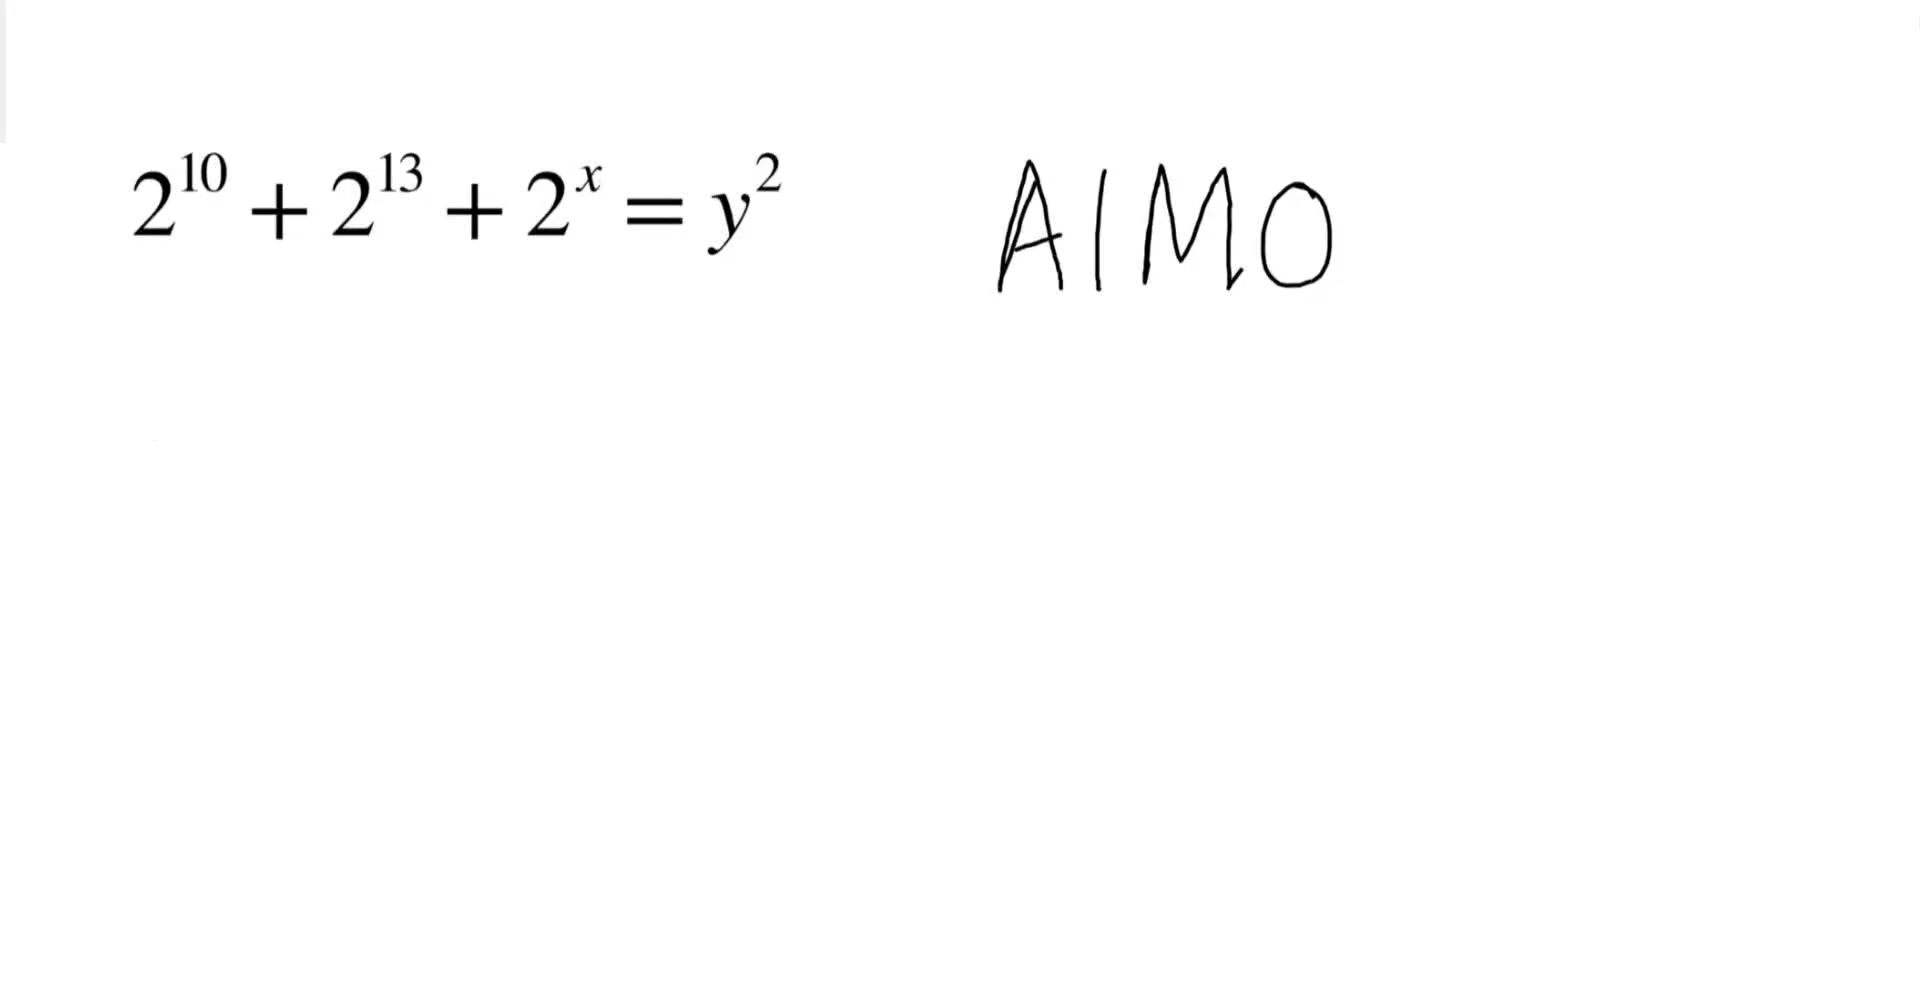 2^{10} + 2^{13} + 2^x = y^2 AIMO